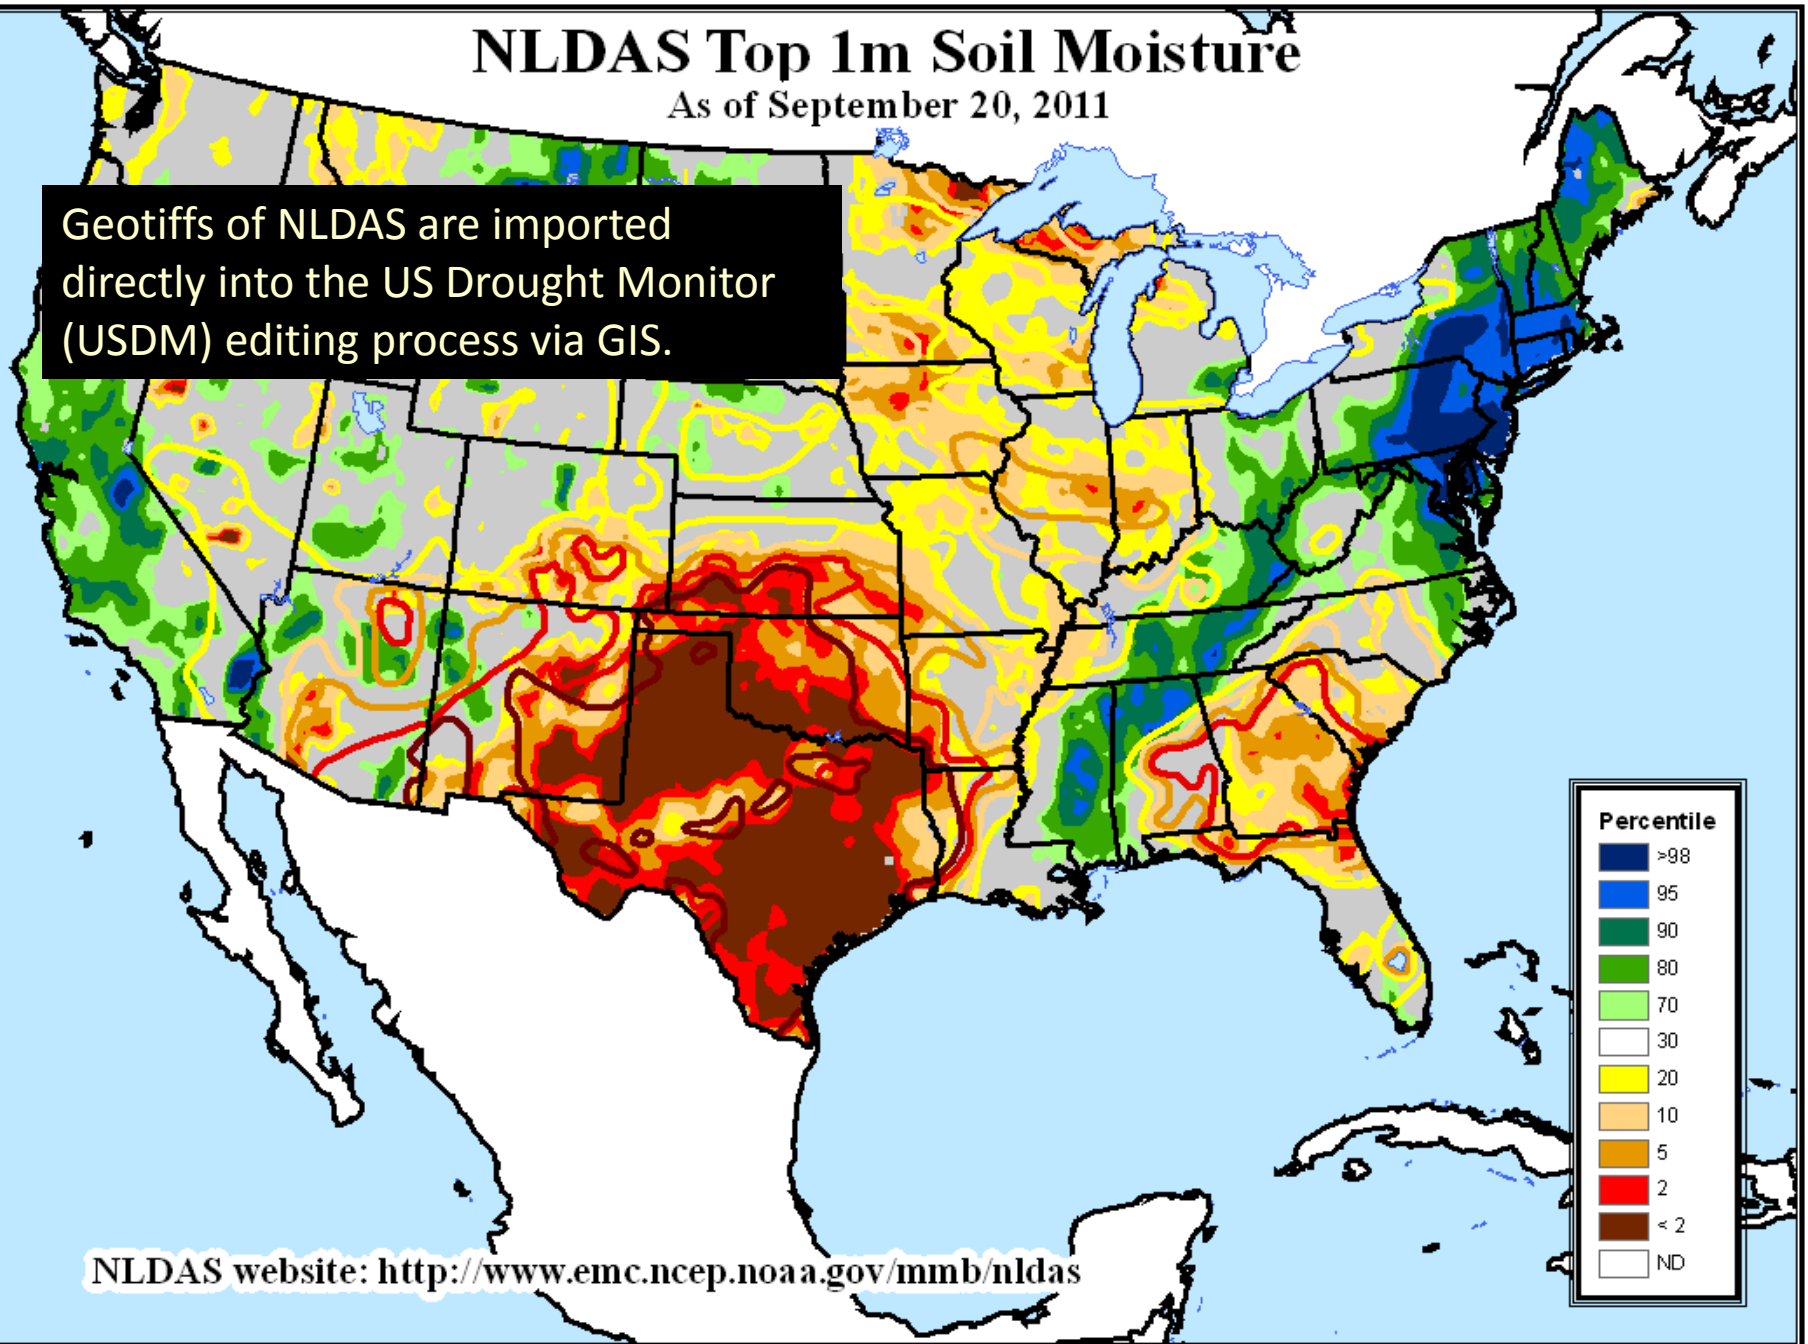 NLDAS Top 1m Soil Moisture
As of September 20, 2011
Geotiffs of NLDAS are imported
directly into the US Drought Monitor
(USDM) editing process via GIS.
Percentile
>98
95
90
80
70
30
20
10
5
2
< 2
ND
NLDAS website: http://www.emc.ncep.noaa.gov/mmb/nldas